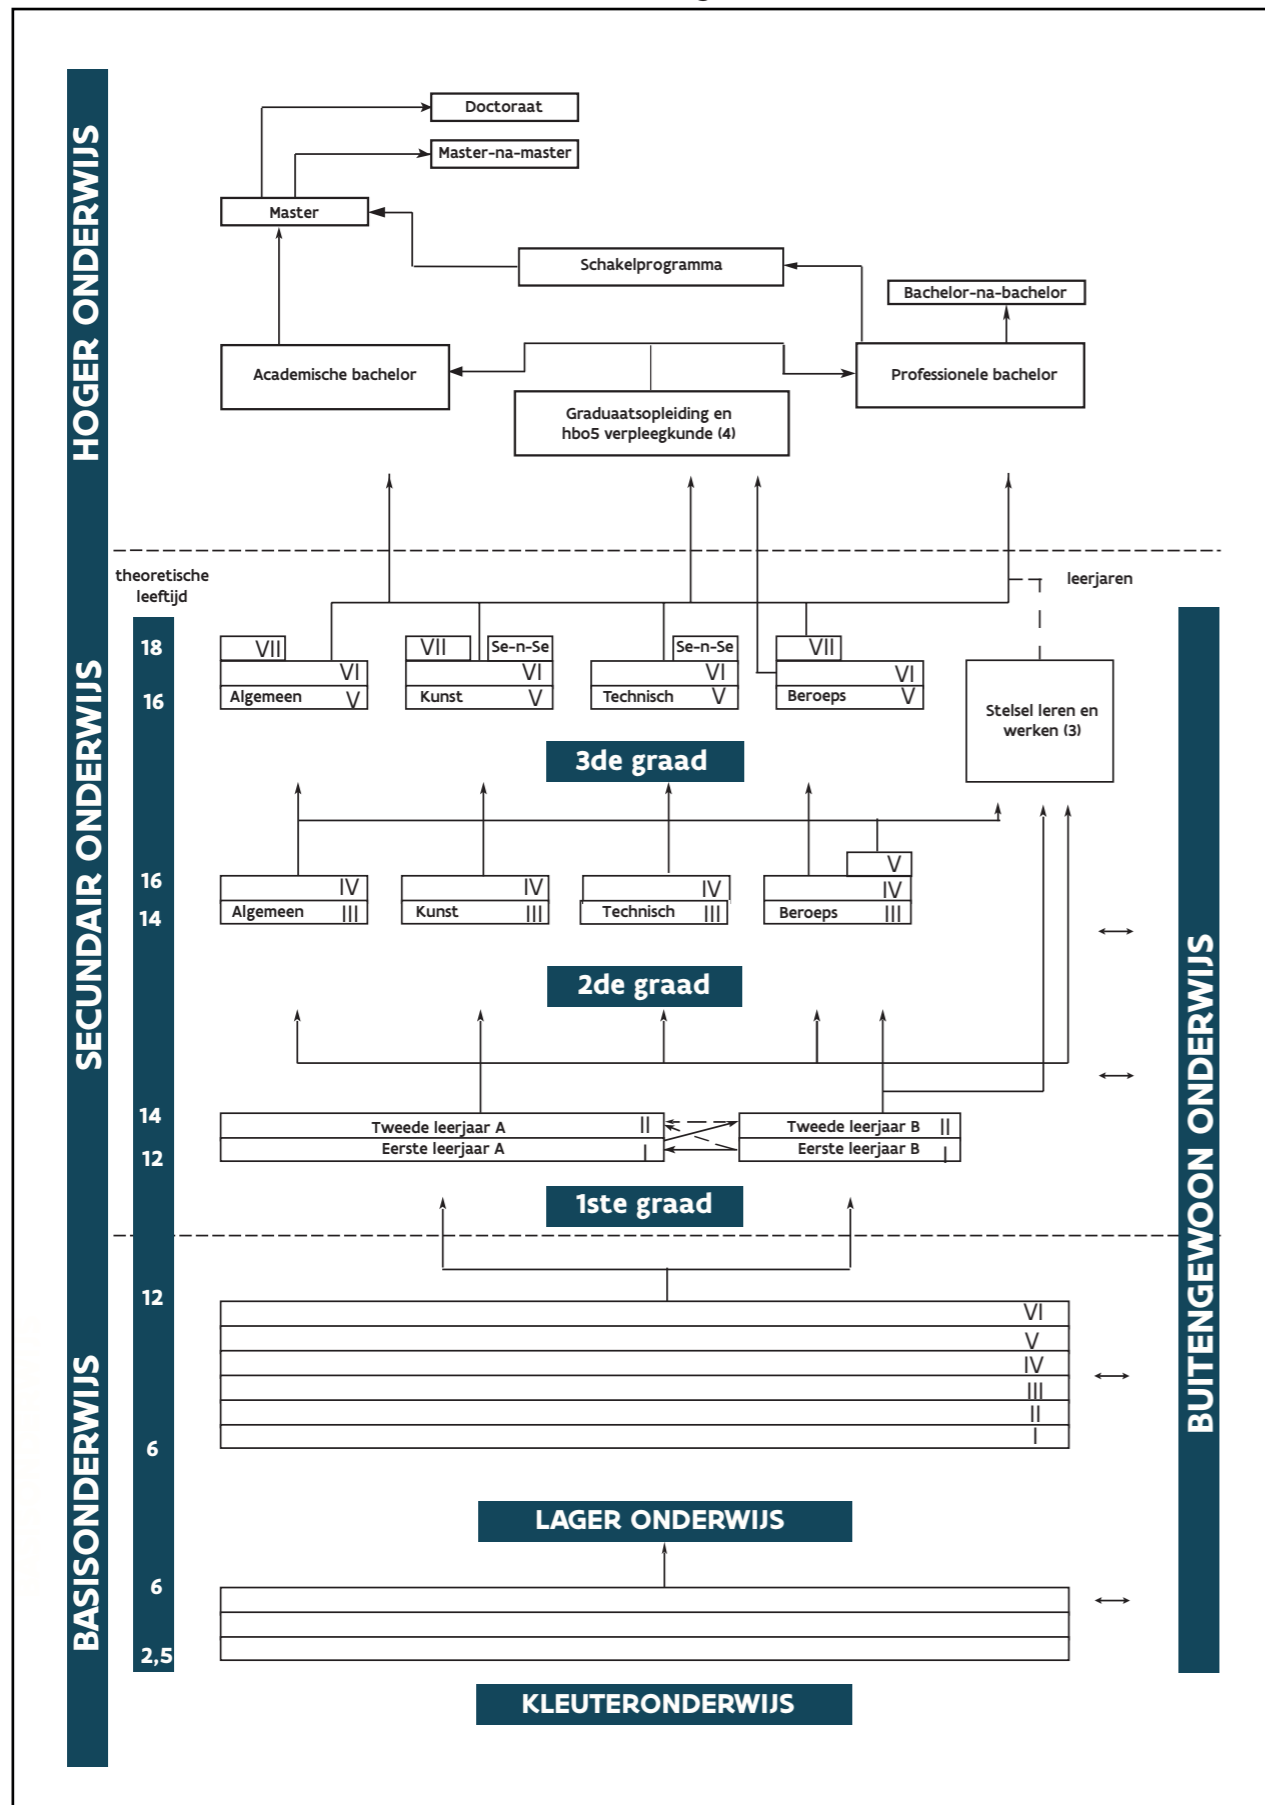 HOGER ONDERWIJS
Doctoraat
Master-na-master
Master
Schakelprogramma
Bachelor-na-bachelor
Academische bachelor
Professionele bachelor
Graduaatsopleiding en
hbo5 verpleegkunde (4)
SECUNDAIR ONDERWIJS
theoretische
leeftijd
leerjaren
18
VII
VII
Se-n-Se
Se-n-Se
VII
VI
VI
VI
VI
16
Algemeen V
Kunst V
Technisch V
Beroeps V
Stelsel leren en
werken (3)
3de graad
V
16
IV
IV
IV
IV
14
Algemeen III
Kunst III
Technisch III
Beroeps III
2de graad
14
Tweede leerjaar A II
Tweede leerjaar B II
12
Eerste leerjaar A I
Eerste leerjaar B I
1ste graad
BUITENGEWOON ONDERWIJS
BASISONDERWIJS
12
VI
V
IV
III
II
6
I
LAGER ONDERWIJS
6
2,5
KLEUTERONDERWIJS